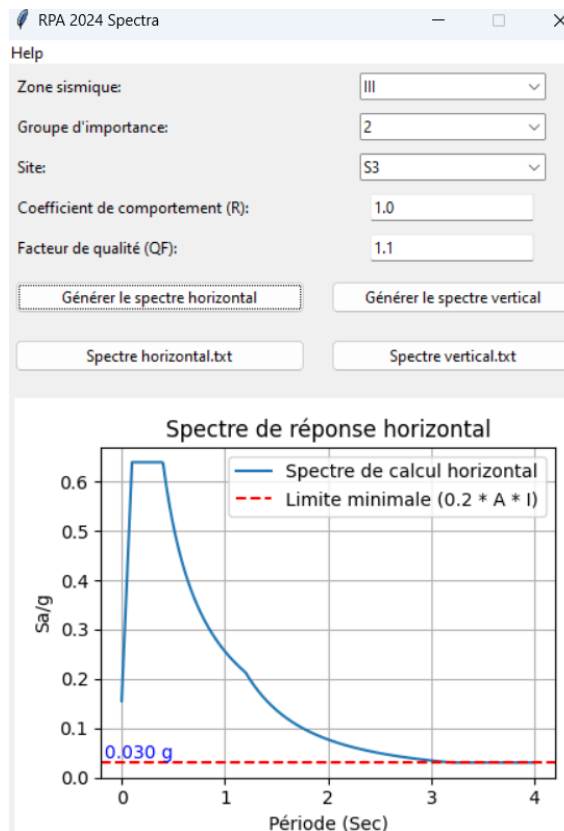 RPA 2024 Spectra
Help
Zone sismique: III
Groupe d'importance: 2
Site: S3
Coefficient de comportement (R): 1.0
Facteur de qualité (QF): 1.1
Générer le spectre horizontal Générer le spectre vertical
Spectre horizontal.txt Spectre vertical.txt
Spectre de réponse horizontal
Spectre de calcul horizontal
Limite minimale (0.2 * A * I)
Sa/g
0.6
0.5
0.4
0.3
0.2
0.1
0.0
0.030 g
0 1 2 3 4
Période (Sec)